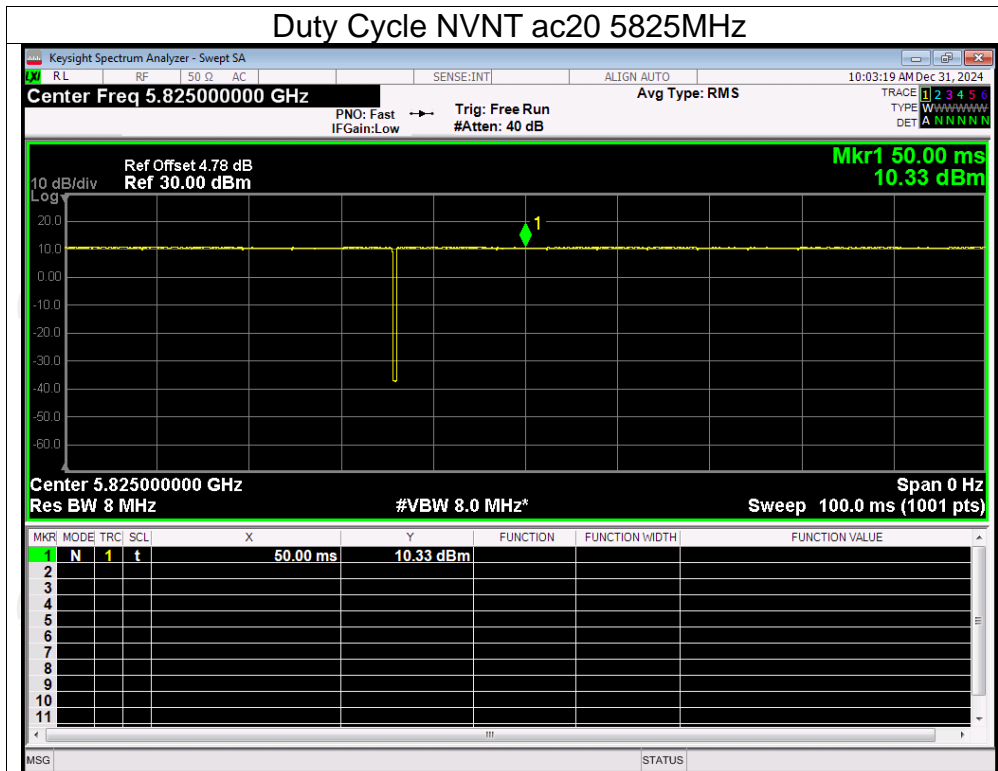 Duty Cycle NVNT ac20 5825MHz
Keysight Spectrum Analyzer - Swept SA
LXI RL RF 50 Ω AC SENSE:INT ALIGN AUTO 10:03:19 AM Dec 31, 2024
Center Freq 5.825000000 GHz Avg Type: RMS TRACE 1 2 3 4 5 6
PNO: Fast Trig: Free Run TYPE WWWWWWW
IFGain:Low #Atten: 40 dB DET A N N N N N
Mkr1 50.00 ms
Ref Offset 4.78 dB
10 dB/div Ref 30.00 dBm 10.33 dBm
Log
20.0
1
10.0
0.00
-10.0
-20.0
-30.0
-40.0
-50.0
-60.0
Center 5.825000000 GHz Span 0 Hz
Res BW 8 MHz #VBW 8.0 MHz* Sweep 100.0 ms (1001 pts)
MKR MODE TRC SCL X Y FUNCTION FUNCTION WIDTH FUNCTION VALUE
1 N 1 t 50.00 ms 10.33 dBm
2
3
4
5
6
7
8
9
10
11
MSG STATUS